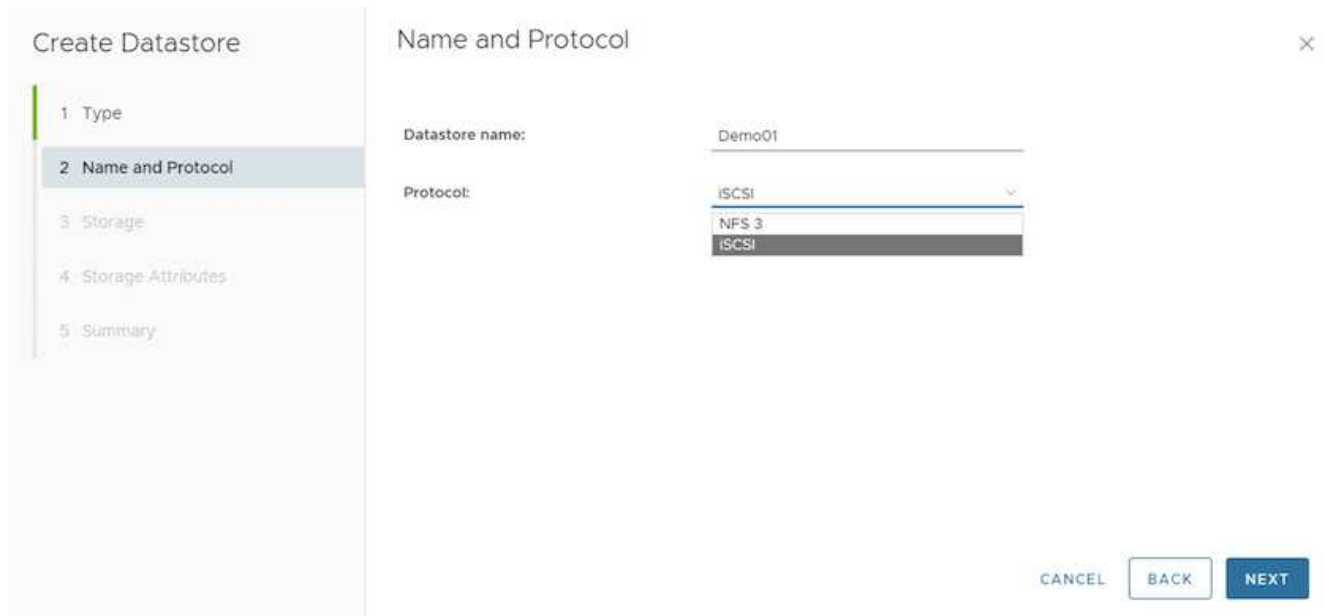 Create Datastore
1 Type
2 Name and Protocol
3 Storage
4 Storage Attributes
5 Summary
Name and Protocol
Datastore name:
Demo01
Protocol:
iSCSI
NFS 3
iSCSI
CANCEL
BACK
NEXT